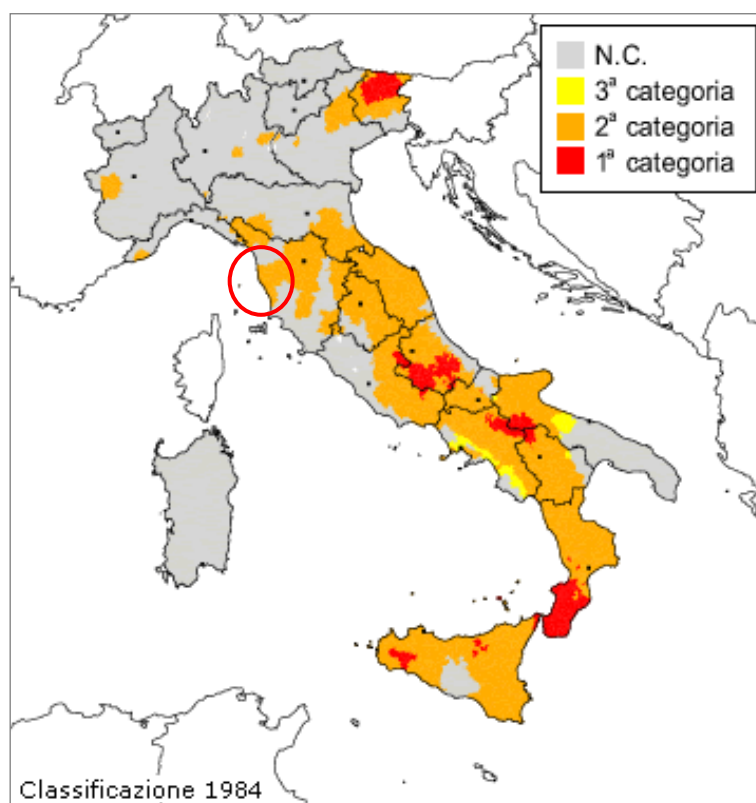 N.C.
3ª categoria
2ª categoria
1ª categoria
Classificazione 1984